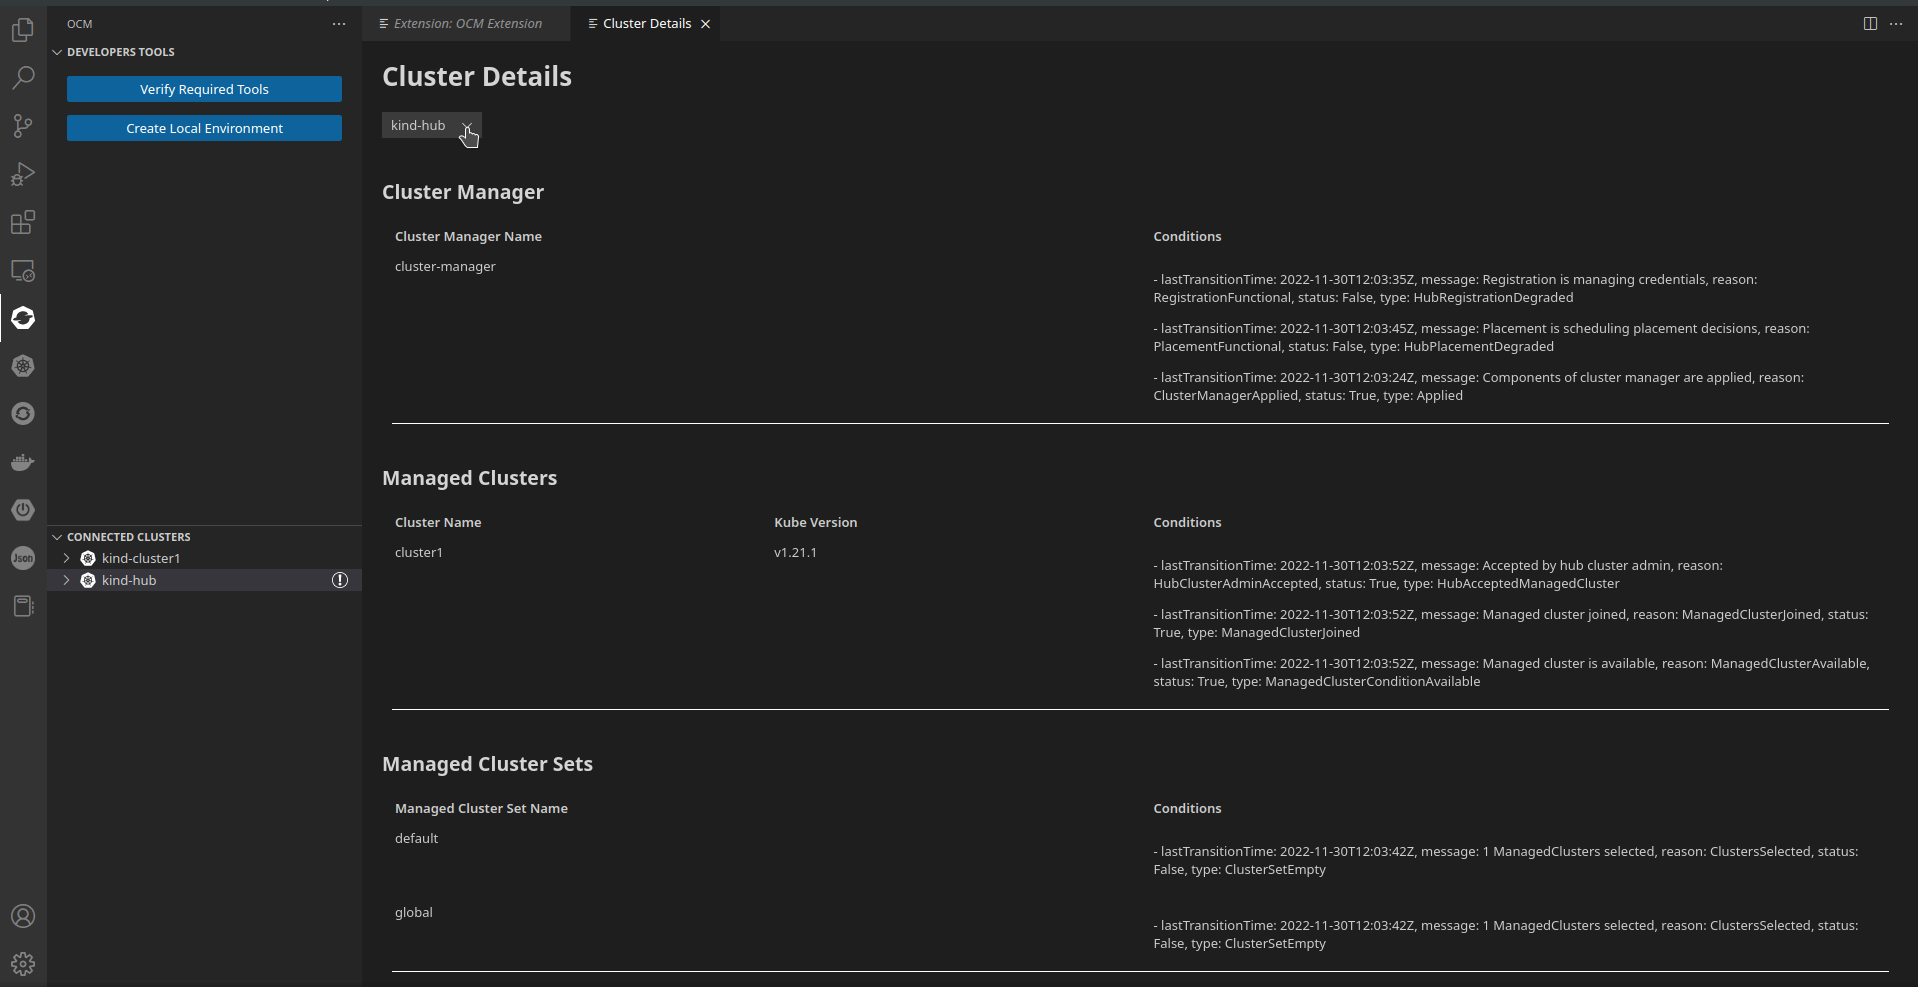 OCM
DEVELOPERS TOOLS
Verify Required Tools
Create Local Environment
CONNECTED CLUSTERS
kind-cluster1
kind-hub
Json
Extension: OCM Extension
Cluster Details
Cluster Details
kind-hub
Cluster Manager
Cluster Manager Name
Conditions
cluster-manager
- lastTransitionTime: 2022-11-30T12:03:35Z, message: Registration is managing credentials, reason:
RegistrationFunctional, status: False, type: HubRegistrationDegraded
- lastTransitionTime: 2022-11-30T12:03:45Z, message: Placement is scheduling placement decisions, reason:
PlacementFunctional, status: False, type: HubPlacementDegraded
- lastTransitionTime: 2022-11-30T12:03:24Z, message: Components of cluster manager are applied, reason:
ClusterManagerApplied, status: True, type: Applied
Managed Clusters
Cluster Name
Kube Version
Conditions
cluster1
v1.21.1
- lastTransitionTime: 2022-11-30T12:03:52Z, message: Accepted by hub cluster admin, reason:
HubClusterAdminAccepted, status: True, type: HubAcceptedManagedCluster
- lastTransitionTime: 2022-11-30T12:03:52Z, message: Managed cluster joined, reason: ManagedClusterJoined, status:
True, type: ManagedClusterJoined
- lastTransitionTime: 2022-11-30T12:03:52Z, message: Managed cluster is available, reason: ManagedClusterAvailable,
status: True, type: ManagedClusterConditionAvailable
Managed Cluster Sets
Managed Cluster Set Name
Conditions
default
- lastTransitionTime: 2022-11-30T12:03:42Z, message: 1 ManagedClusters selected, reason: ClustersSelected, status:
False, type: ClusterSetEmpty
global
- lastTransitionTime: 2022-11-30T12:03:42Z, message: 1 ManagedClusters selected, reason: ClustersSelected, status:
False, type: ClusterSetEmpty